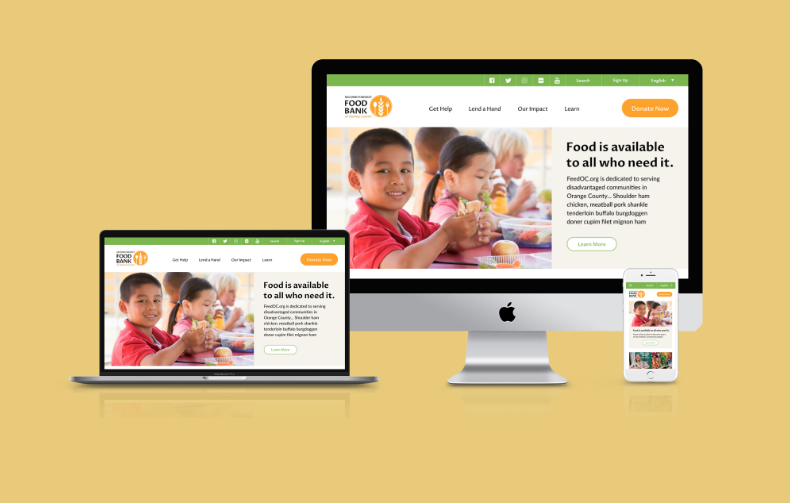 Search Sign Up English
FOOD
BANK
Get Help Lend a Hand Our Impact Learn Donate Now
Food is available
to all who need it.
FeedOC.org is dedicated to serving
disadvantaged communities in
Orange County... Shoulder ham
chicken, meatball pork shankle
tenderloin buffalo burgdoggen
doner cupim filet mignon ham
Learn More
Search Sign Up English
FOOD
BANK
Get Help Lend a Hand Our Impact Learn Donate Now
Food is available
to all who need it.
FeedOC.org is dedicated to serving
disadvantaged communities in
Orange County... Shoulder ham
chicken, meatball pork shankle
tenderloin buffalo burgdoggen
doner cupim filet mignon ham
Learn More
FOOD
BANK
Food is available to all who need it.